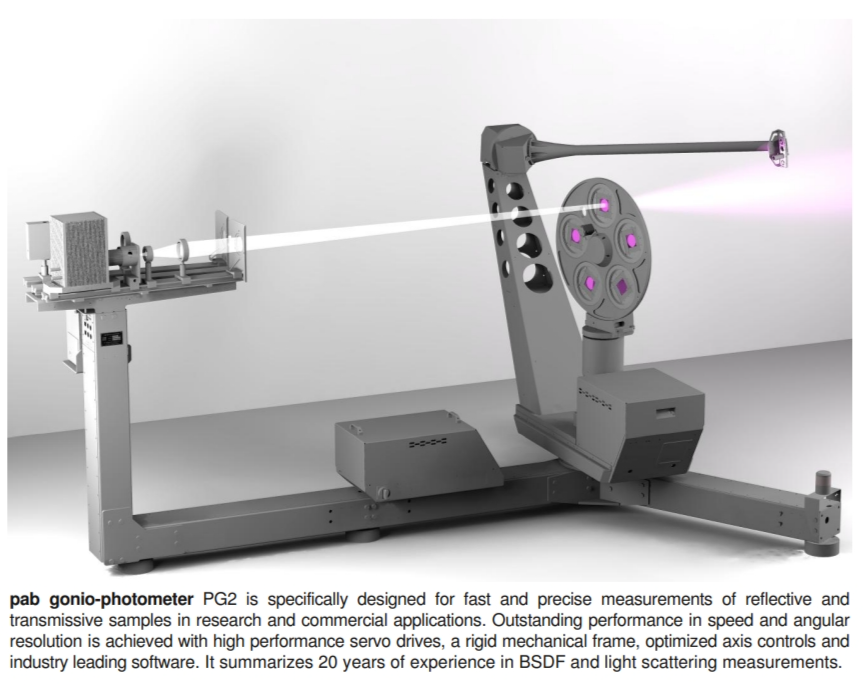 pab gonio-photometer PG2 is specifically designed for fast and precise measurements of reflective and
transmissive samples in research and commercial applications. Outstanding performance in speed and angular
resolution is achieved with high performance servo drives, a rigid mechanical frame, optimized axis controls and
industry leading software. It summarizes 20 years of experience in BSDF and light scattering measurements.